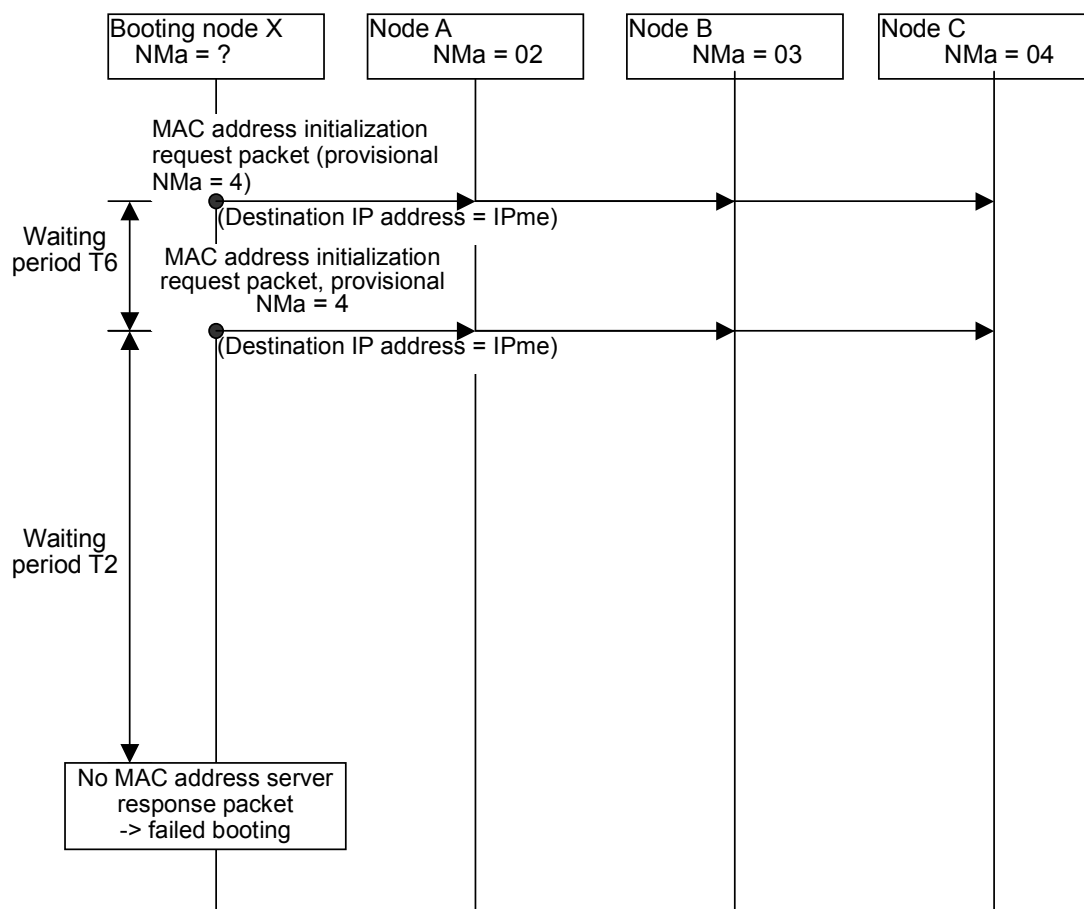 Booting node X
NMa = ?
Node A
NMa = 02
Node B
NMa = 03
Node C
NMa = 04
MAC address initialization
request packet (provisional
NMa = 4)
(Destination IP address = IPme)
Waiting
period T6
MAC address initialization
request packet, provisional
NMa = 4
(Destination IP address = IPme)
Waiting
period T2
No MAC address server
response packet
-> failed booting